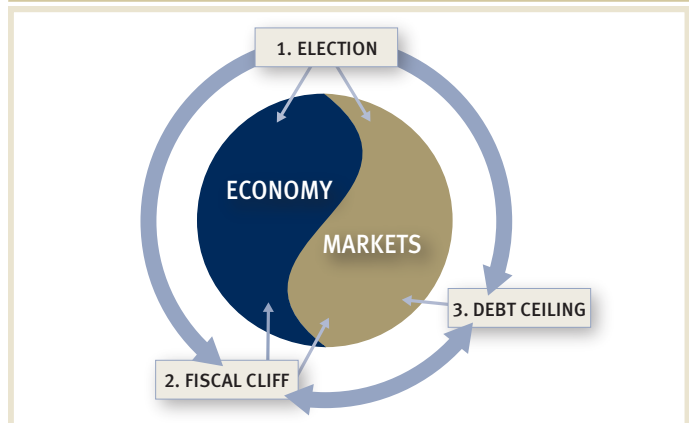 1. ELECTION
ECONOMY
MARKETS
3. DEBT CEILING
2. FISCAL CLIFF